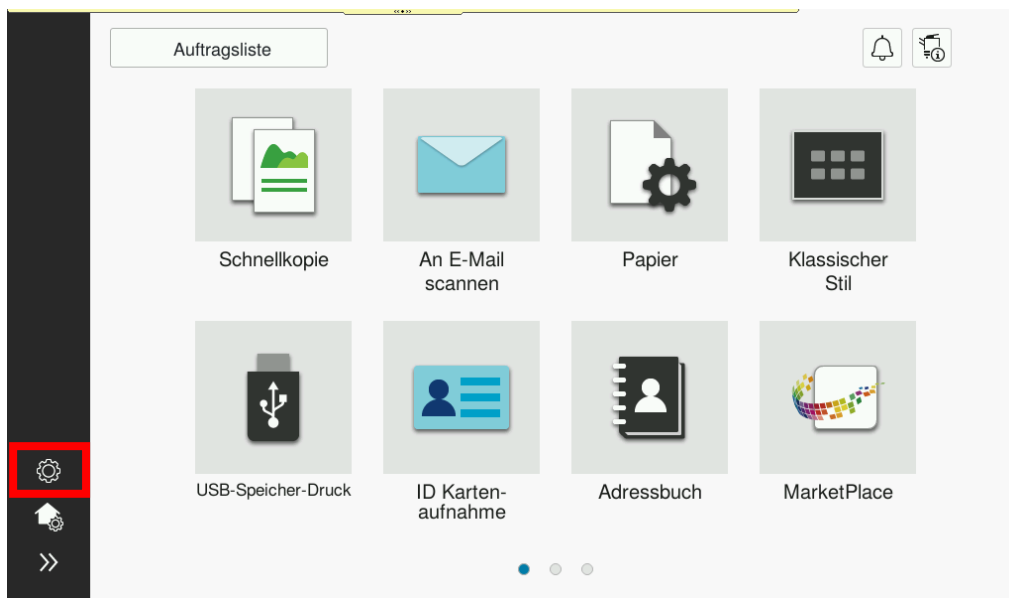 Auftragsliste
Schnellkopie
An E-Mail
scannen
Papier
Klassischer
Stil
USB-Speicher-Druck
ID Karten-
aufnahme
Adressbuch
MarketPlace